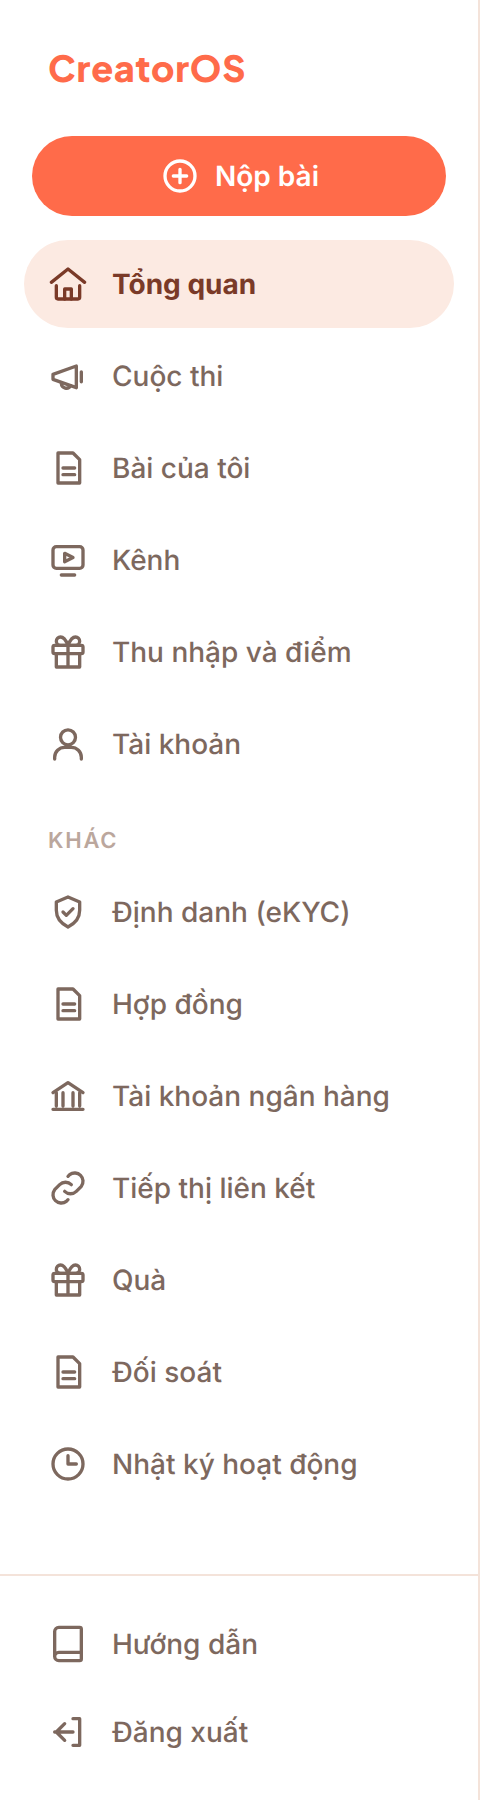 CreatorOS
Nộp bài
Tổng quan
Cuộc thi
Bài của tôi
Kênh
Thu nhập và điểm
Tài khoản
KHÁC
Định danh (eKYC)
Hợp đồng
Tài khoản ngân hàng
Tiếp thị liên kết
Quà
Đối soát
Nhật ký hoạt động
Hướng dẫn
Đăng xuất